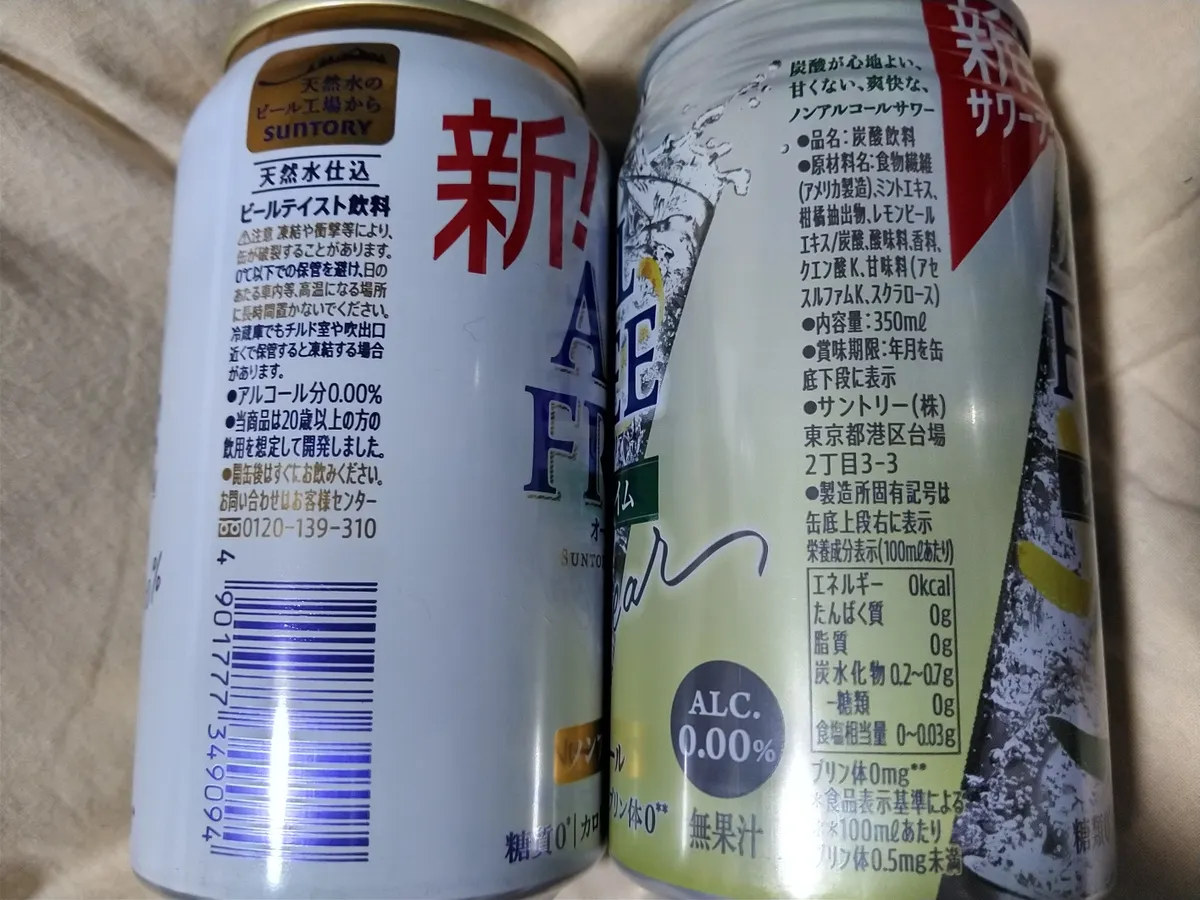 天然水の
ビール工場から
SUNTORY
天然水仕込
ビールテイスト飲料
⚠注意 凍結や衝撃等により、
缶が破裂することがあります。
0℃以下での保管を避け、日の
あたる車内等、高温になる場所
に長時間置かないでください。
冷蔵庫でもチルド室や吹出口
近くで保管すると凍結する場合
があります。
●アルコール分0.00%
●当商品は20歳以上の方の
飲用を想定して開発しました。
●開缶後はすぐにお飲みください。
お問い合わせはお客様センター
0120-139-310
4 901777 349094
新!
A
F
SUNTO
ノン
糖質0*|カロ
炭酸が心地よい、
甘くない、爽快な、
ノンアルコールサワー
●品名:炭酸飲料
●原材料名:食物繊維
(アメリカ製造)、ミントエキス、
柑橘抽出物、レモンピール
エキス/炭酸、酸味料、香料、
クエン酸K、甘味料(アセ
スルファムK、スクラロース)
●内容量:350mℓ
●賞味期限:年月を缶
底下段に表示
●サントリー(株)
東京都港区台場
2丁目3-3
●製造所固有記号は
缶底上段右に表示
栄養成分表示(100mℓあたり)
エネルギー 0kcal
たんぱく質 0g
脂質 0g
炭水化物 0.2~0.7g
-糖類 0g
食塩相当量 0~0.03g
プリン体0mg**
*食品表示基準による
**100mℓあたり
プリン体0.5mg未満
新
サワー
L
EE
イム
ear
ALC.
0.00%
ール
プリン体0**
無果汁
糖類